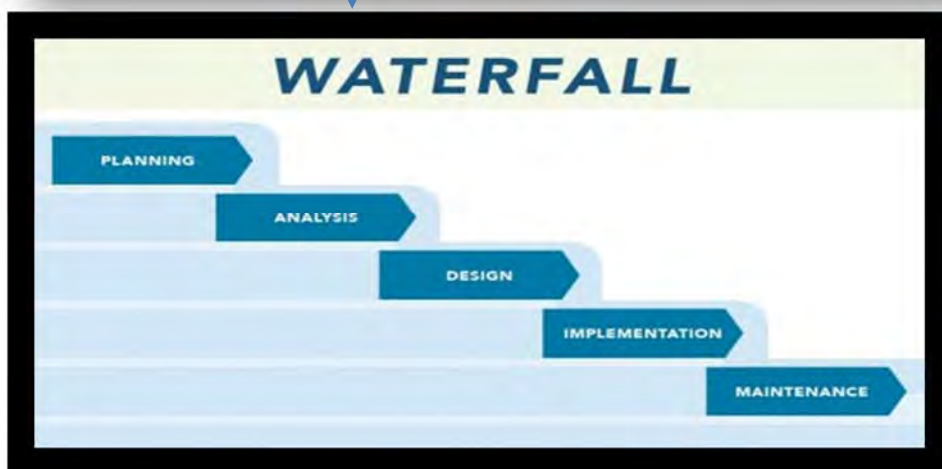 WATERFALL
PLANNING
ANALYSIS
DESIGN
IMPLEMENTATION
MAINTENANCE